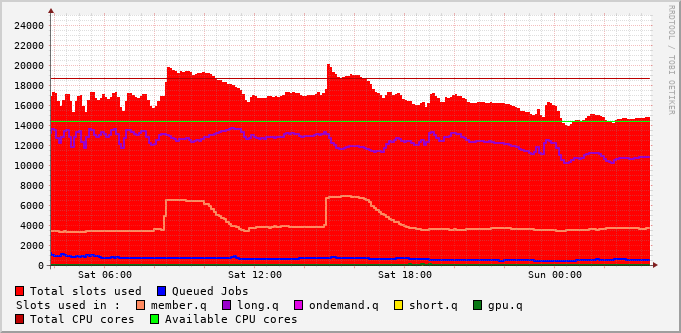 24000
22000
20000
18000
16000
14000
12000
10000
8000
6000
4000
2000
0
Sat 06:00 Sat 12:00 Sat 18:00 Sun 00:00
RRDTOOL / TOBI OETIKER
Total slots used Queued Jobs
Slots used in : member.q long.q ondemand.q short.q gpu.q
Total CPU cores Available CPU cores